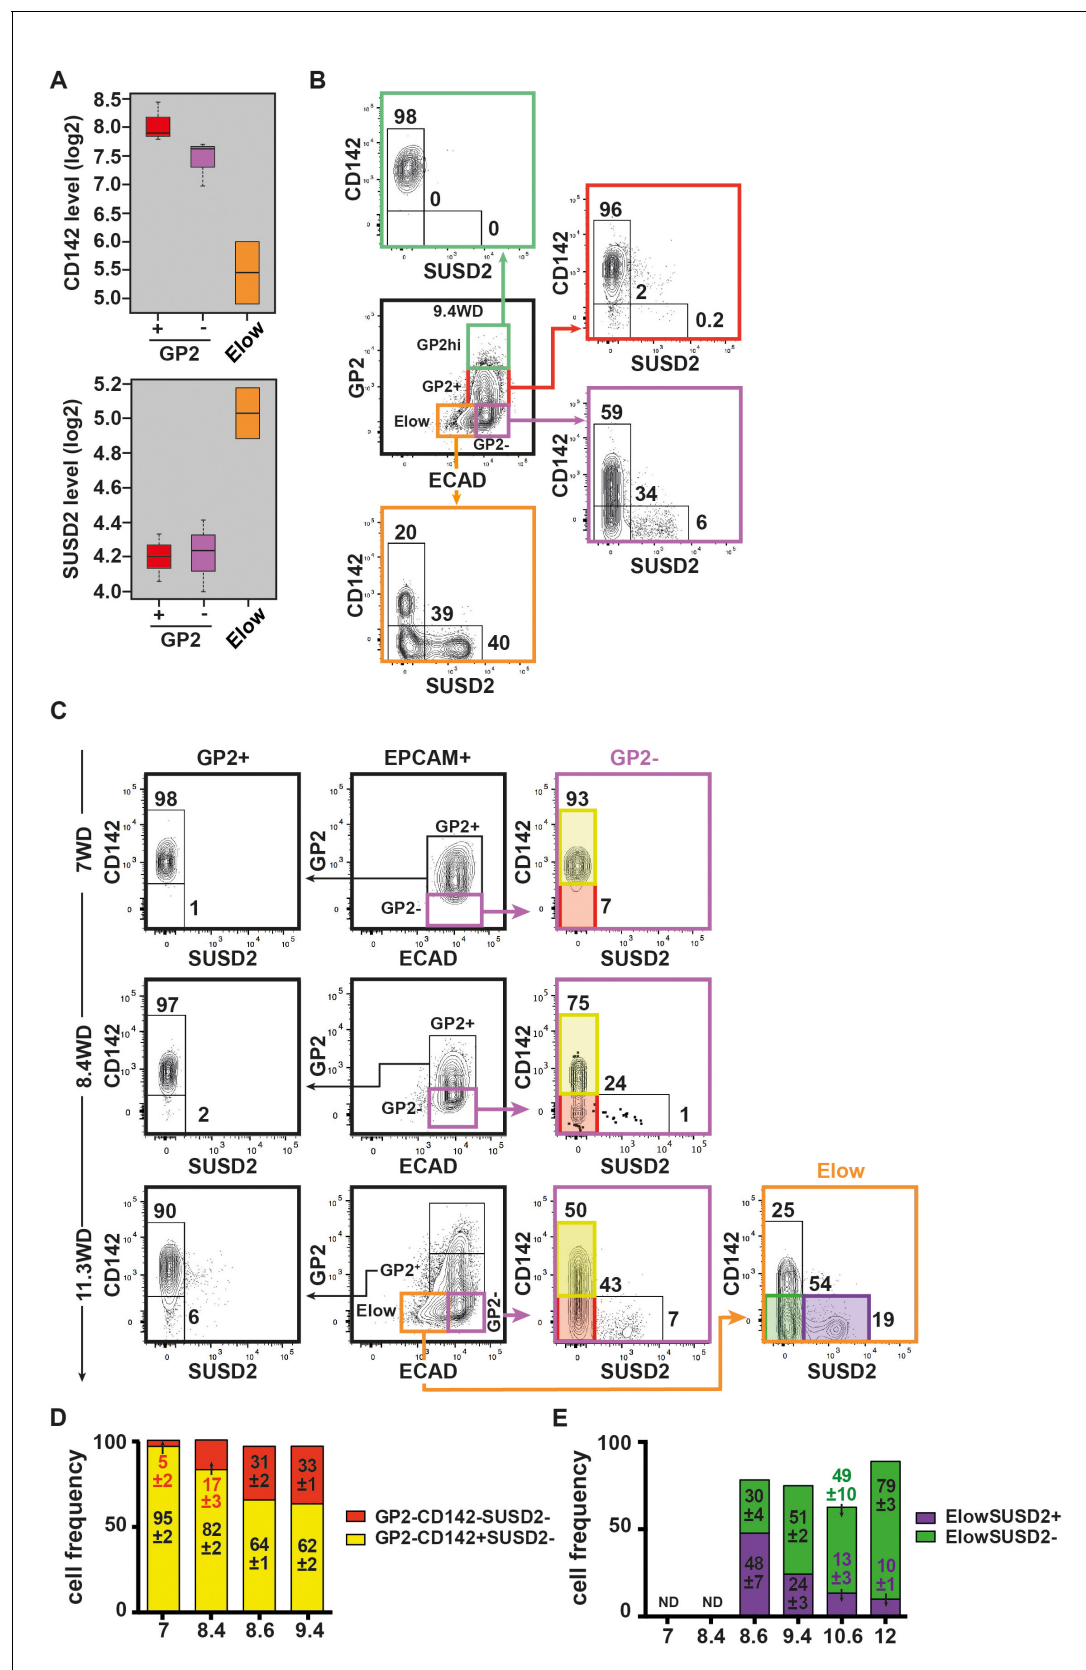 A
CD142 level (log2)
8.5
8.0
7.5
7.0
6.5
6.0
5.5
5.0
+
-
Elow
GP2
SUSD2 level (log2)
5.2
5.0
4.8
4.6
4.4
4.2
4.0
+
-
Elow
GP2
B
98
0
0
CD142
SUSD2
9.4WD
GP2hi
GP2+
Elow
GP2-
GP2
ECAD
96
2
0.2
CD142
SUSD2
59
34
6
CD142
SUSD2
20
39
40
CD142
SUSD2
C
GP2+
EPCAM+
GP2-
7WD
98
1
CD142
SUSD2
GP2+
GP2-
GP2
ECAD
93
7
CD142
SUSD2
8.4WD
97
2
CD142
SUSD2
GP2+
GP2-
GP2
ECAD
75
24
1
CD142
SUSD2
Elow
11.3WD
90
6
CD142
SUSD2
GP2+
Elow
GP2-
GP2
ECAD
50
43
7
CD142
SUSD2
25
54
19
CD142
SUSD2
D
cell frequency
100
50
0
5 ±2
95 ±2
17 ±3
82 ±2
31 ±2
64 ±1
33 ±1
62 ±2
7 8.4 8.6 9.4
GP2-CD142-SUSD2-
GP2-CD142+SUSD2-
E
cell frequency
100
50
0
ND
ND
30 ±4
48 ±7
51 ±2
24 ±3
49 ±10
13 ±3
79 ±3
10 ±1
7 8.4 8.6 9.4 10.6 12
ElowSUSD2+
ElowSUSD2-